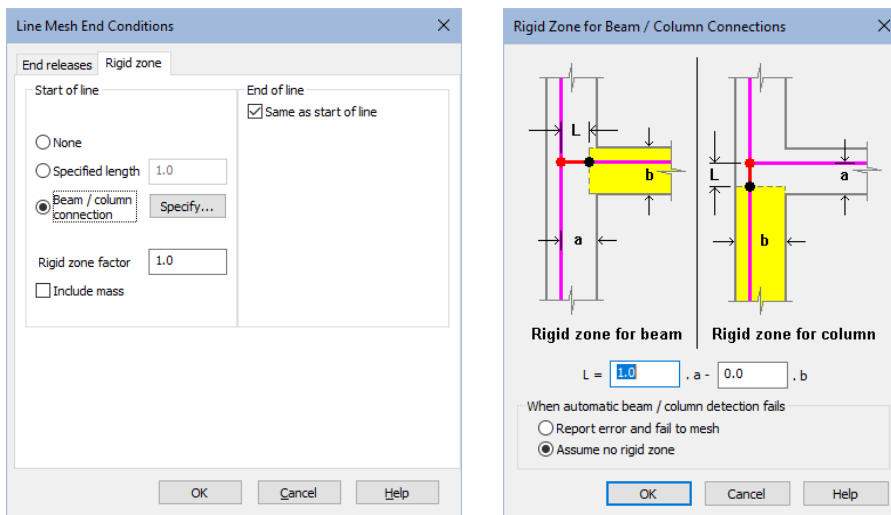 Line Mesh End Conditions
End releases
Rigid zone
Start of line
None
Specified length
1.0
Beam / column
connection
Specify...
Rigid zone factor
1.0
Include mass
End of line
Same as start of line
OK
Cancel
Help
Rigid Zone for Beam / Column Connections
L
b
a
L
a
b
Rigid zone for beam
Rigid zone for column
L = 1.0 . a - 0.0 . b
When automatic beam / column detection fails
Report error and fail to mesh
Assume no rigid zone
OK
Cancel
Help